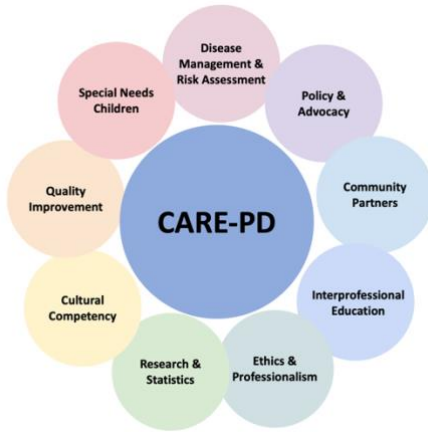 Disease
Management &
Risk Assessment
Policy &
Advocacy
Community
Partners
Interprofessional
Education
Ethics &
Professionalism
Research &
Statistics
Cultural
Competency
Quality
Improvement
Special Needs
Children
CARE-PD